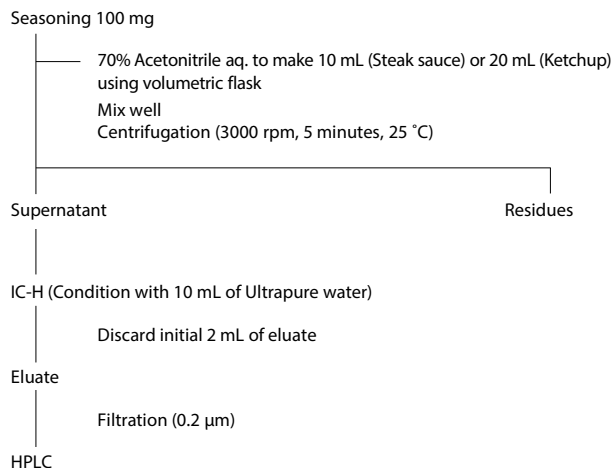 Seasoning 100 mg
70% Acetonitrile aq. to make 10 mL (Steak sauce) or 20 mL (Ketchup)
using volumetric flask
Mix well
Centrifugation (3000 rpm, 5 minutes, 25 ˚C)
Supernatant
Residues
IC-H (Condition with 10 mL of Ultrapure water)
Discard initial 2 mL of eluate
Eluate
Filtration (0.2 μm)
HPLC